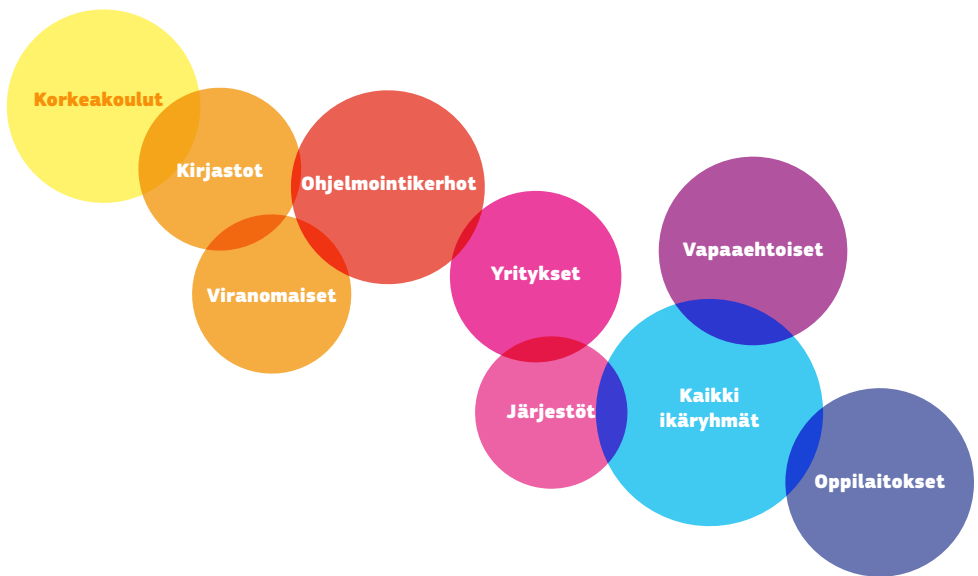 Korkeakoulut
Kirjastot
Ohjelmointikerhot
Viranomaiset
Yritykset
Vapaaehtoiset
Järjestöt
Kaikki
ikäryhmät
Oppilaitokset